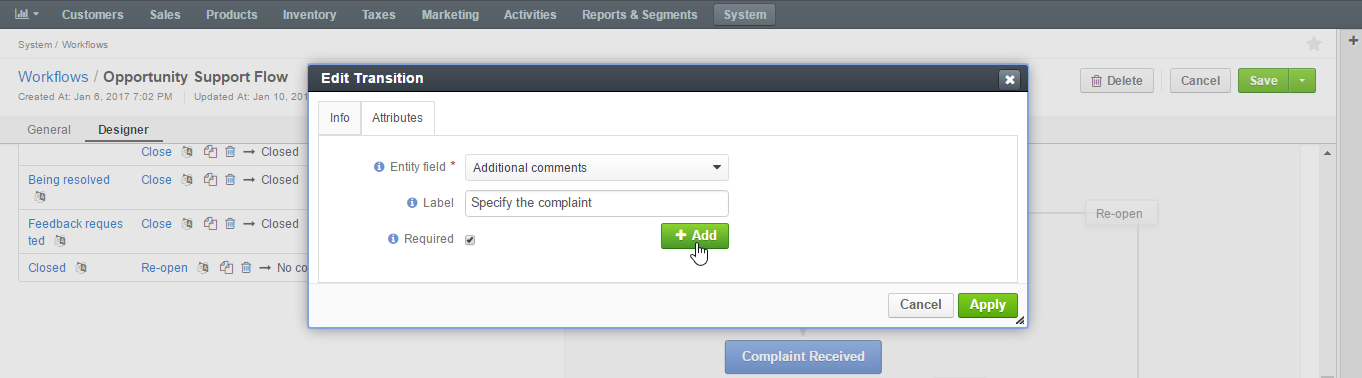 Customers Sales Products Inventory Taxes Marketing Activities Reports & Segments System
System / Workflows
Workflows / Opportunity Support Flow
Delete Cancel Save
Created At: Jan 6, 2017 7:02 PM Updated At: Jan 10, 201
General Designer
Edit Transition
Info Attributes
Entity field * Additional comments
Label Specify the complaint
Required + Add
Cancel Apply
Close → Closed
Being resolved Close → Closed
Feedback reques Close → Closed
ted
Closed Re-open → No co
Re-open
Complaint Received